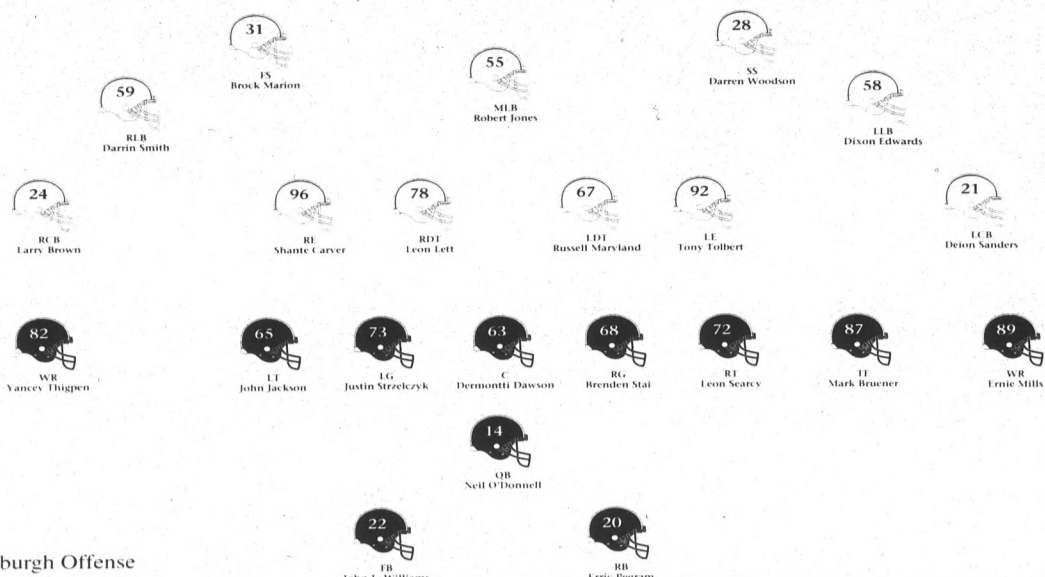 31
FS
Brock Marion
28
SS
Darren Woodson
55
MLB
Robert Jones
59
RLB
Darrin Smith
58
LLB
Dixon Edwards
24
RCB
Larry Brown
96
RE
Shante Carver
78
RDT
Leon Lett
67
LDT
Russell Maryland
92
LE
Tony Tolbert
21
LCB
Deion Sanders
82
WR
Yancey Thigpen
65
LT
John Jackson
73
LG
Justin Strzelczyk
63
C
Dermontti Dawson
68
RG
Brenden Stai
72
RT
Leon Searcy
87
TE
Mark Bruener
89
WR
Ernie Mills
14
QB
Neil O'Donnell
22
FB
John L. Williams
20
RB
Erric Pegram
burgh Offense